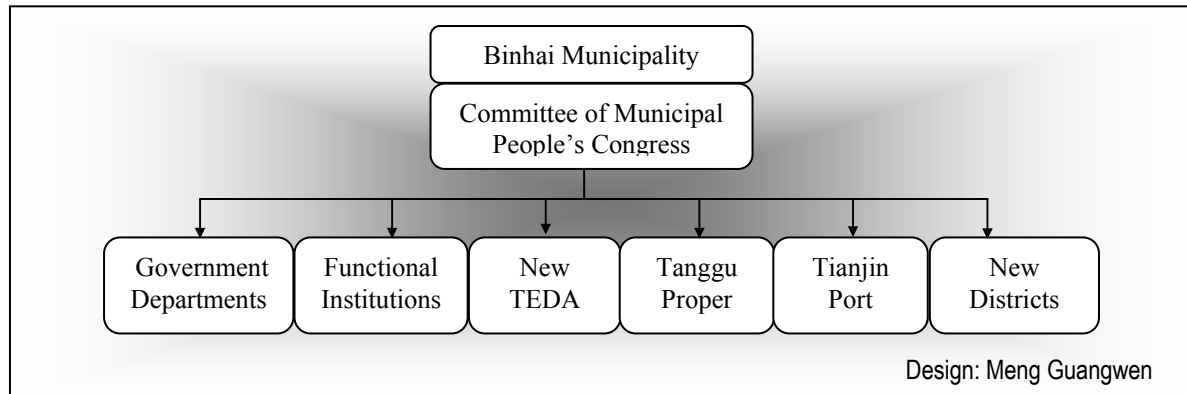 Binhai Municipality
Committee of Municipal
People’s Congress
Government
Departments
Functional
Institutions
New
TEDA
Tanggu
Proper
Tianjin
Port
New
Districts
Design: Meng Guangwen